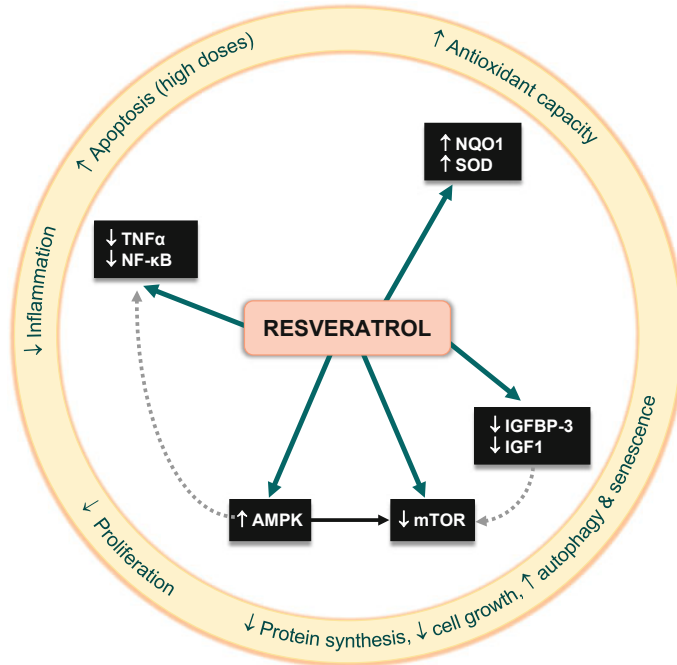 ↑ Apoptosis (high doses)
↑ Antioxidant capacity
↑ NQO1
↑ SOD
↓ TNFα
↓ NF-κB
↓ Inflammation
RESVERATROL
↓ IGFBP-3
↓ IGF1
↑ AMPK
↓ mTOR
↓ Proliferation
↓ Protein synthesis, ↓ cell growth, ↑ autophagy & senescence